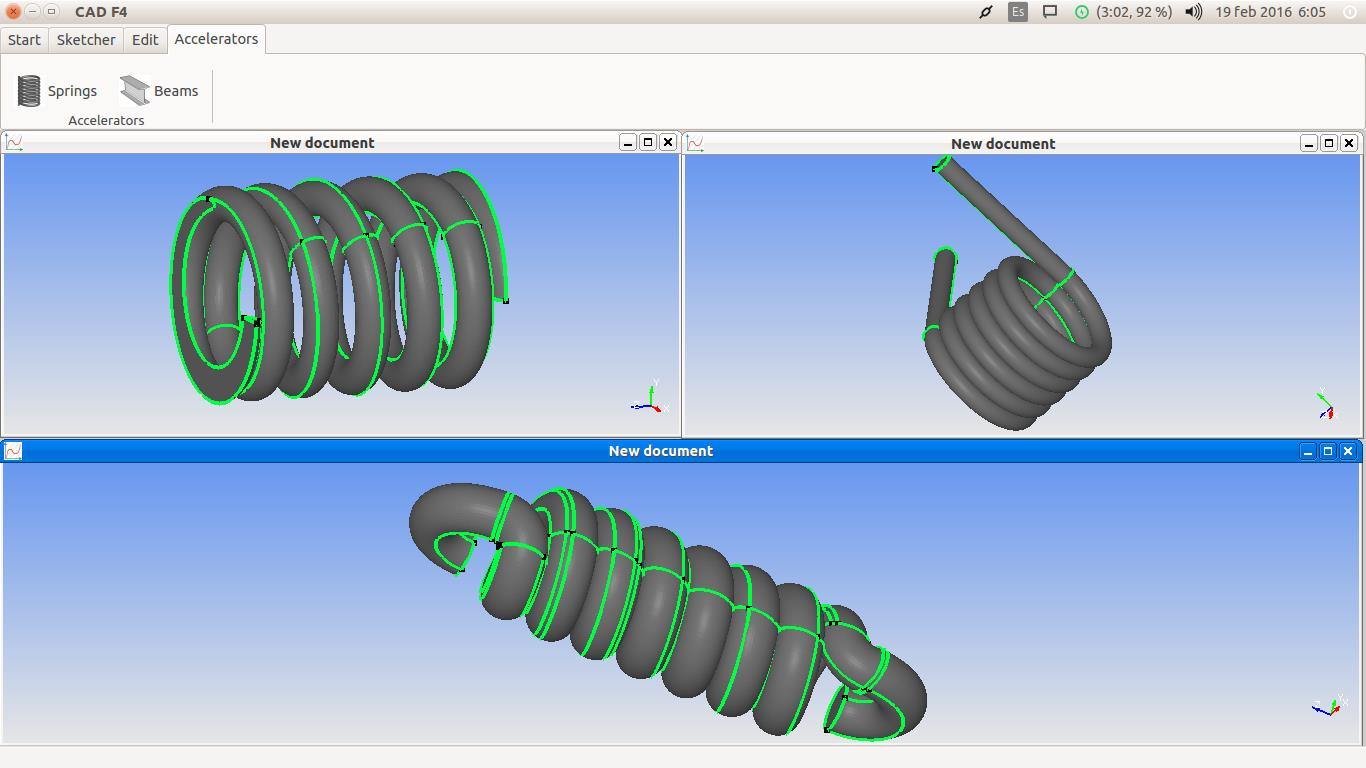 CAD F4
Es (3:02, 92 %) 19 feb 2016 6:05
Start Sketcher Edit Accelerators
Springs Beams
Accelerators
New document
New document
New document